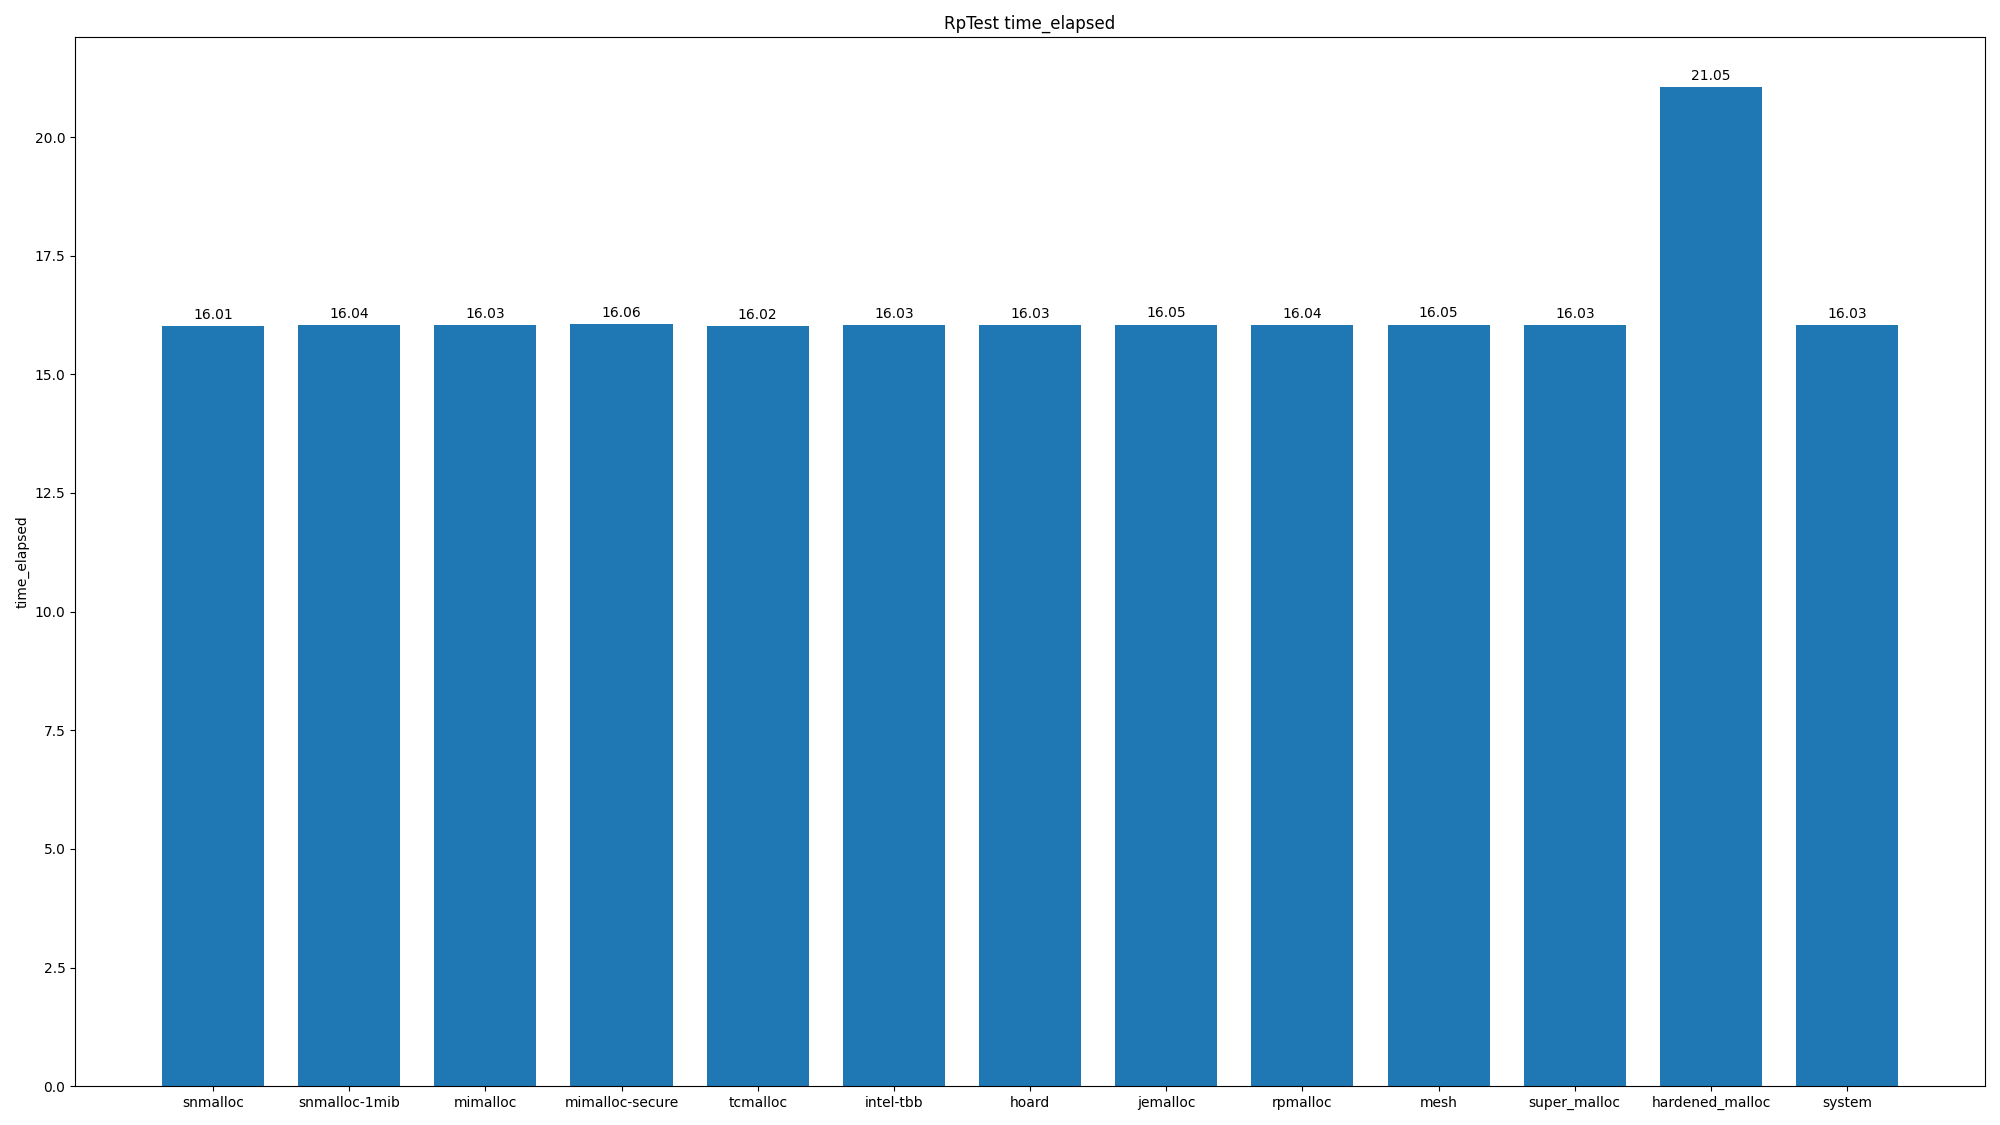 RpTest time_elapsed
time_elapsed
20.0
17.5
15.0
12.5
10.0
7.5
5.0
2.5
0.0
16.01
16.04
16.03
16.06
16.02
16.03
16.03
16.05
16.04
16.05
16.03
21.05
16.03
snmalloc
snmalloc-1mib
mimalloc
mimalloc-secure
tcmalloc
intel-tbb
hoard
jemalloc
rpmalloc
mesh
super_malloc
hardened_malloc
system